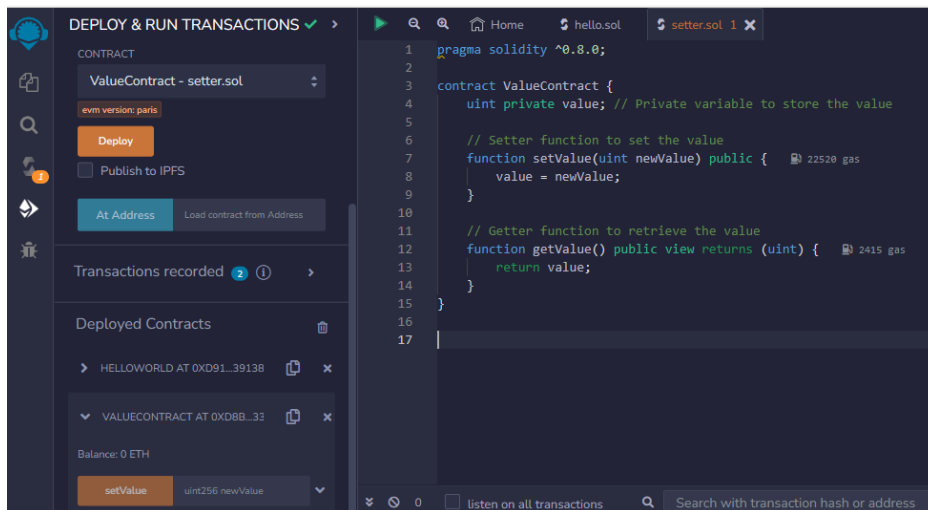 DEPLOY & RUN TRANSACTIONS
CONTRACT
ValueContract - setter.sol
evm version: paris
Deploy
Publish to IPFS
At Address
Load contract from Address
Transactions recorded 2 i
Deployed Contracts
HELLOWORLD AT 0XD91...39138
VALUECONTRACT AT 0XD8B...33
Balance: 0 ETH
setValue
uint256 newValue
1
Home
hello.sol
setter.sol 1
1 pragma solidity ^0.8.0;
2
3 contract ValueContract {
4 uint private value; // Private variable to store the value
5
6 // Setter function to set the value
7 function setValue(uint newValue) public { 22520 gas
8 value = newValue;
9 }
10
11 // Getter function to retrieve the value
12 function getValue() public view returns (uint) { 2415 gas
13 return value;
14 }
15 }
16
17
0
listen on all transactions
Search with transaction hash or address